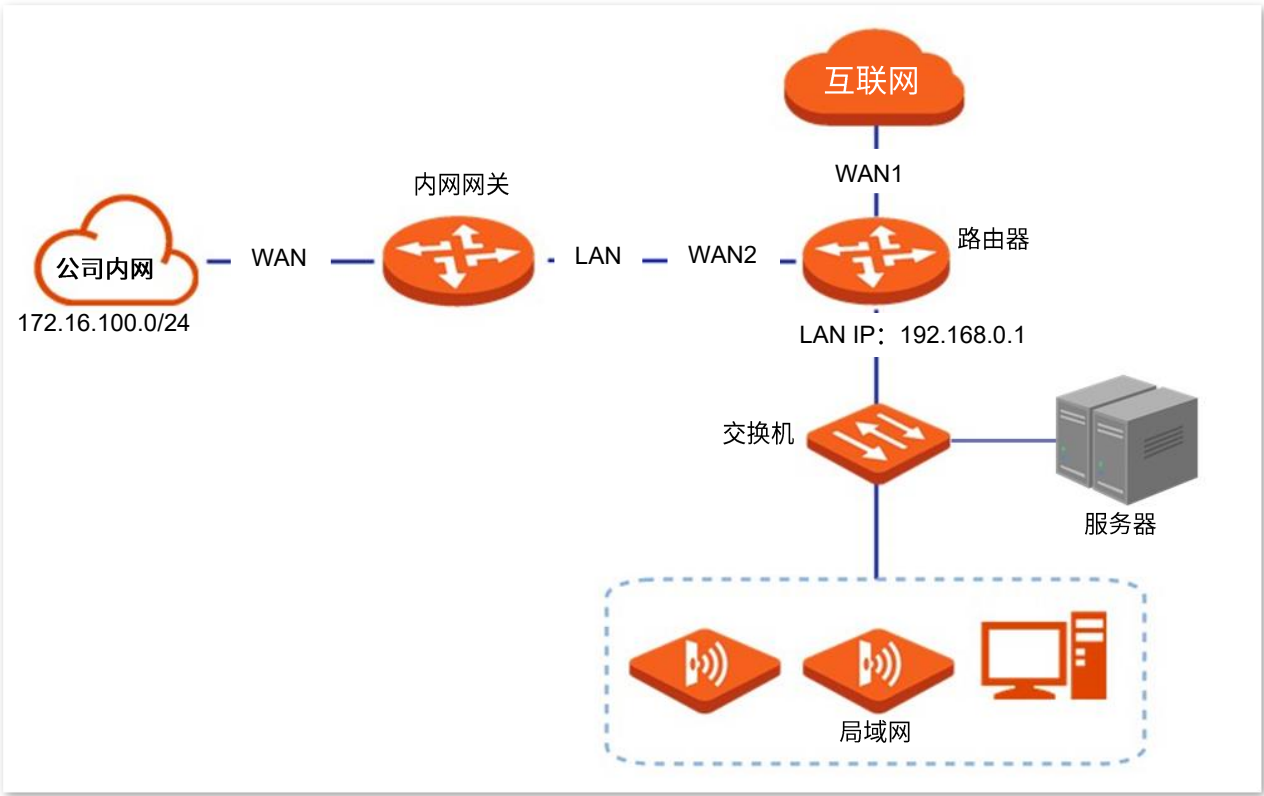 互联网
WAN1
内网网关
路由器
公司内网
WAN
LAN
WAN2
172.16.100.0/24
LAN IP：192.168.0.1
交换机
服务器
局域网